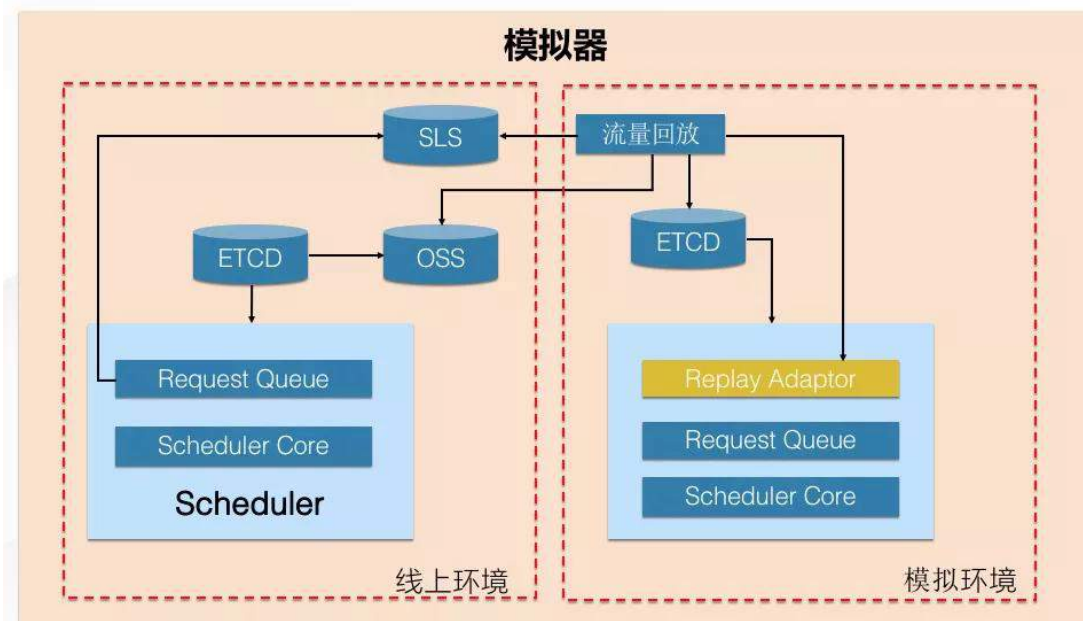 模拟器
SLS
流量回放
ETCD
OSS
ETCD
Request Queue
Scheduler Core
Scheduler
线上环境
Replay Adaptor
Request Queue
Scheduler Core
模拟环境